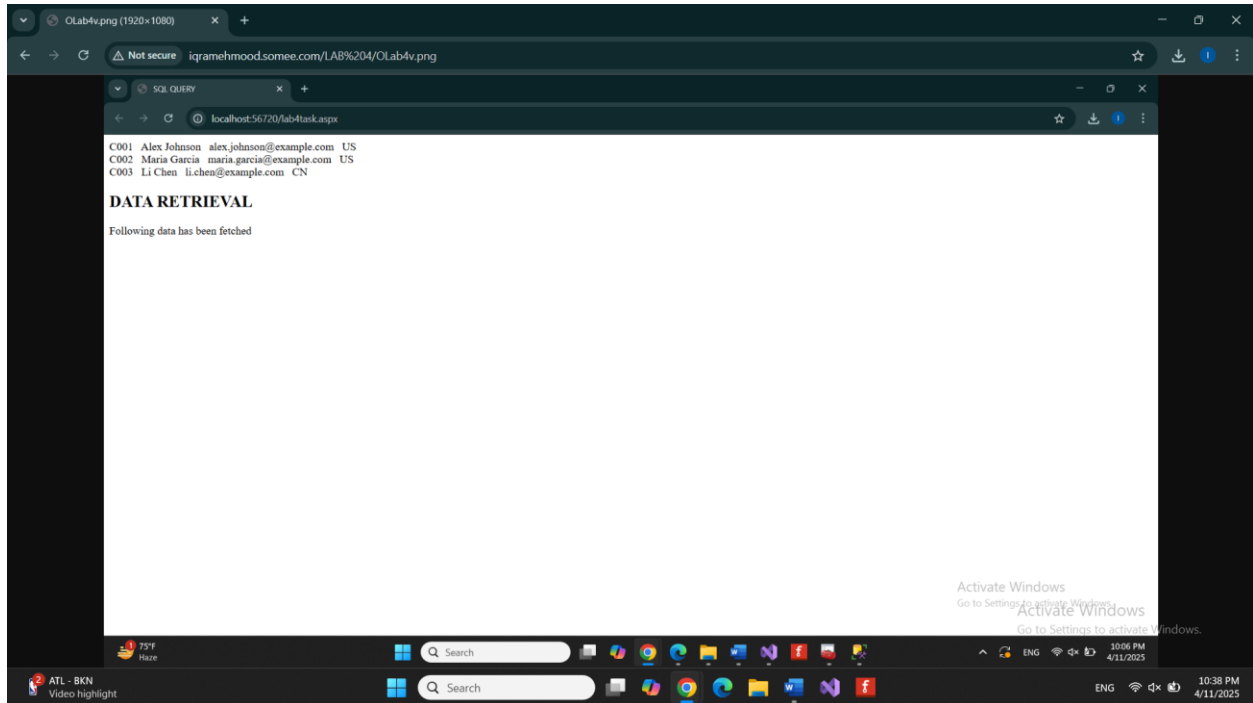 OLab4v.png (1920×1080)
Not secure iqramehmood.somee.com/LAB%204/OLab4v.png
SQL QUERY
localhost:56720/lab4task.aspx
C001 Alex Johnson alex.johnson@example.com US
C002 Maria Garcia maria.garcia@example.com US
C003 Li Chen li.chen@example.com CN
DATA RETRIEVAL
Following data has been fetched
Activate Windows
Go to Settings to activate Windows.
Activate Windows
Go to Settings to activate Windows.
1 75°F
Haze
Search
ENG
10:06 PM
4/11/2025
2 ATL - BKN
Video highlight
Search
ENG
10:38 PM
4/11/2025